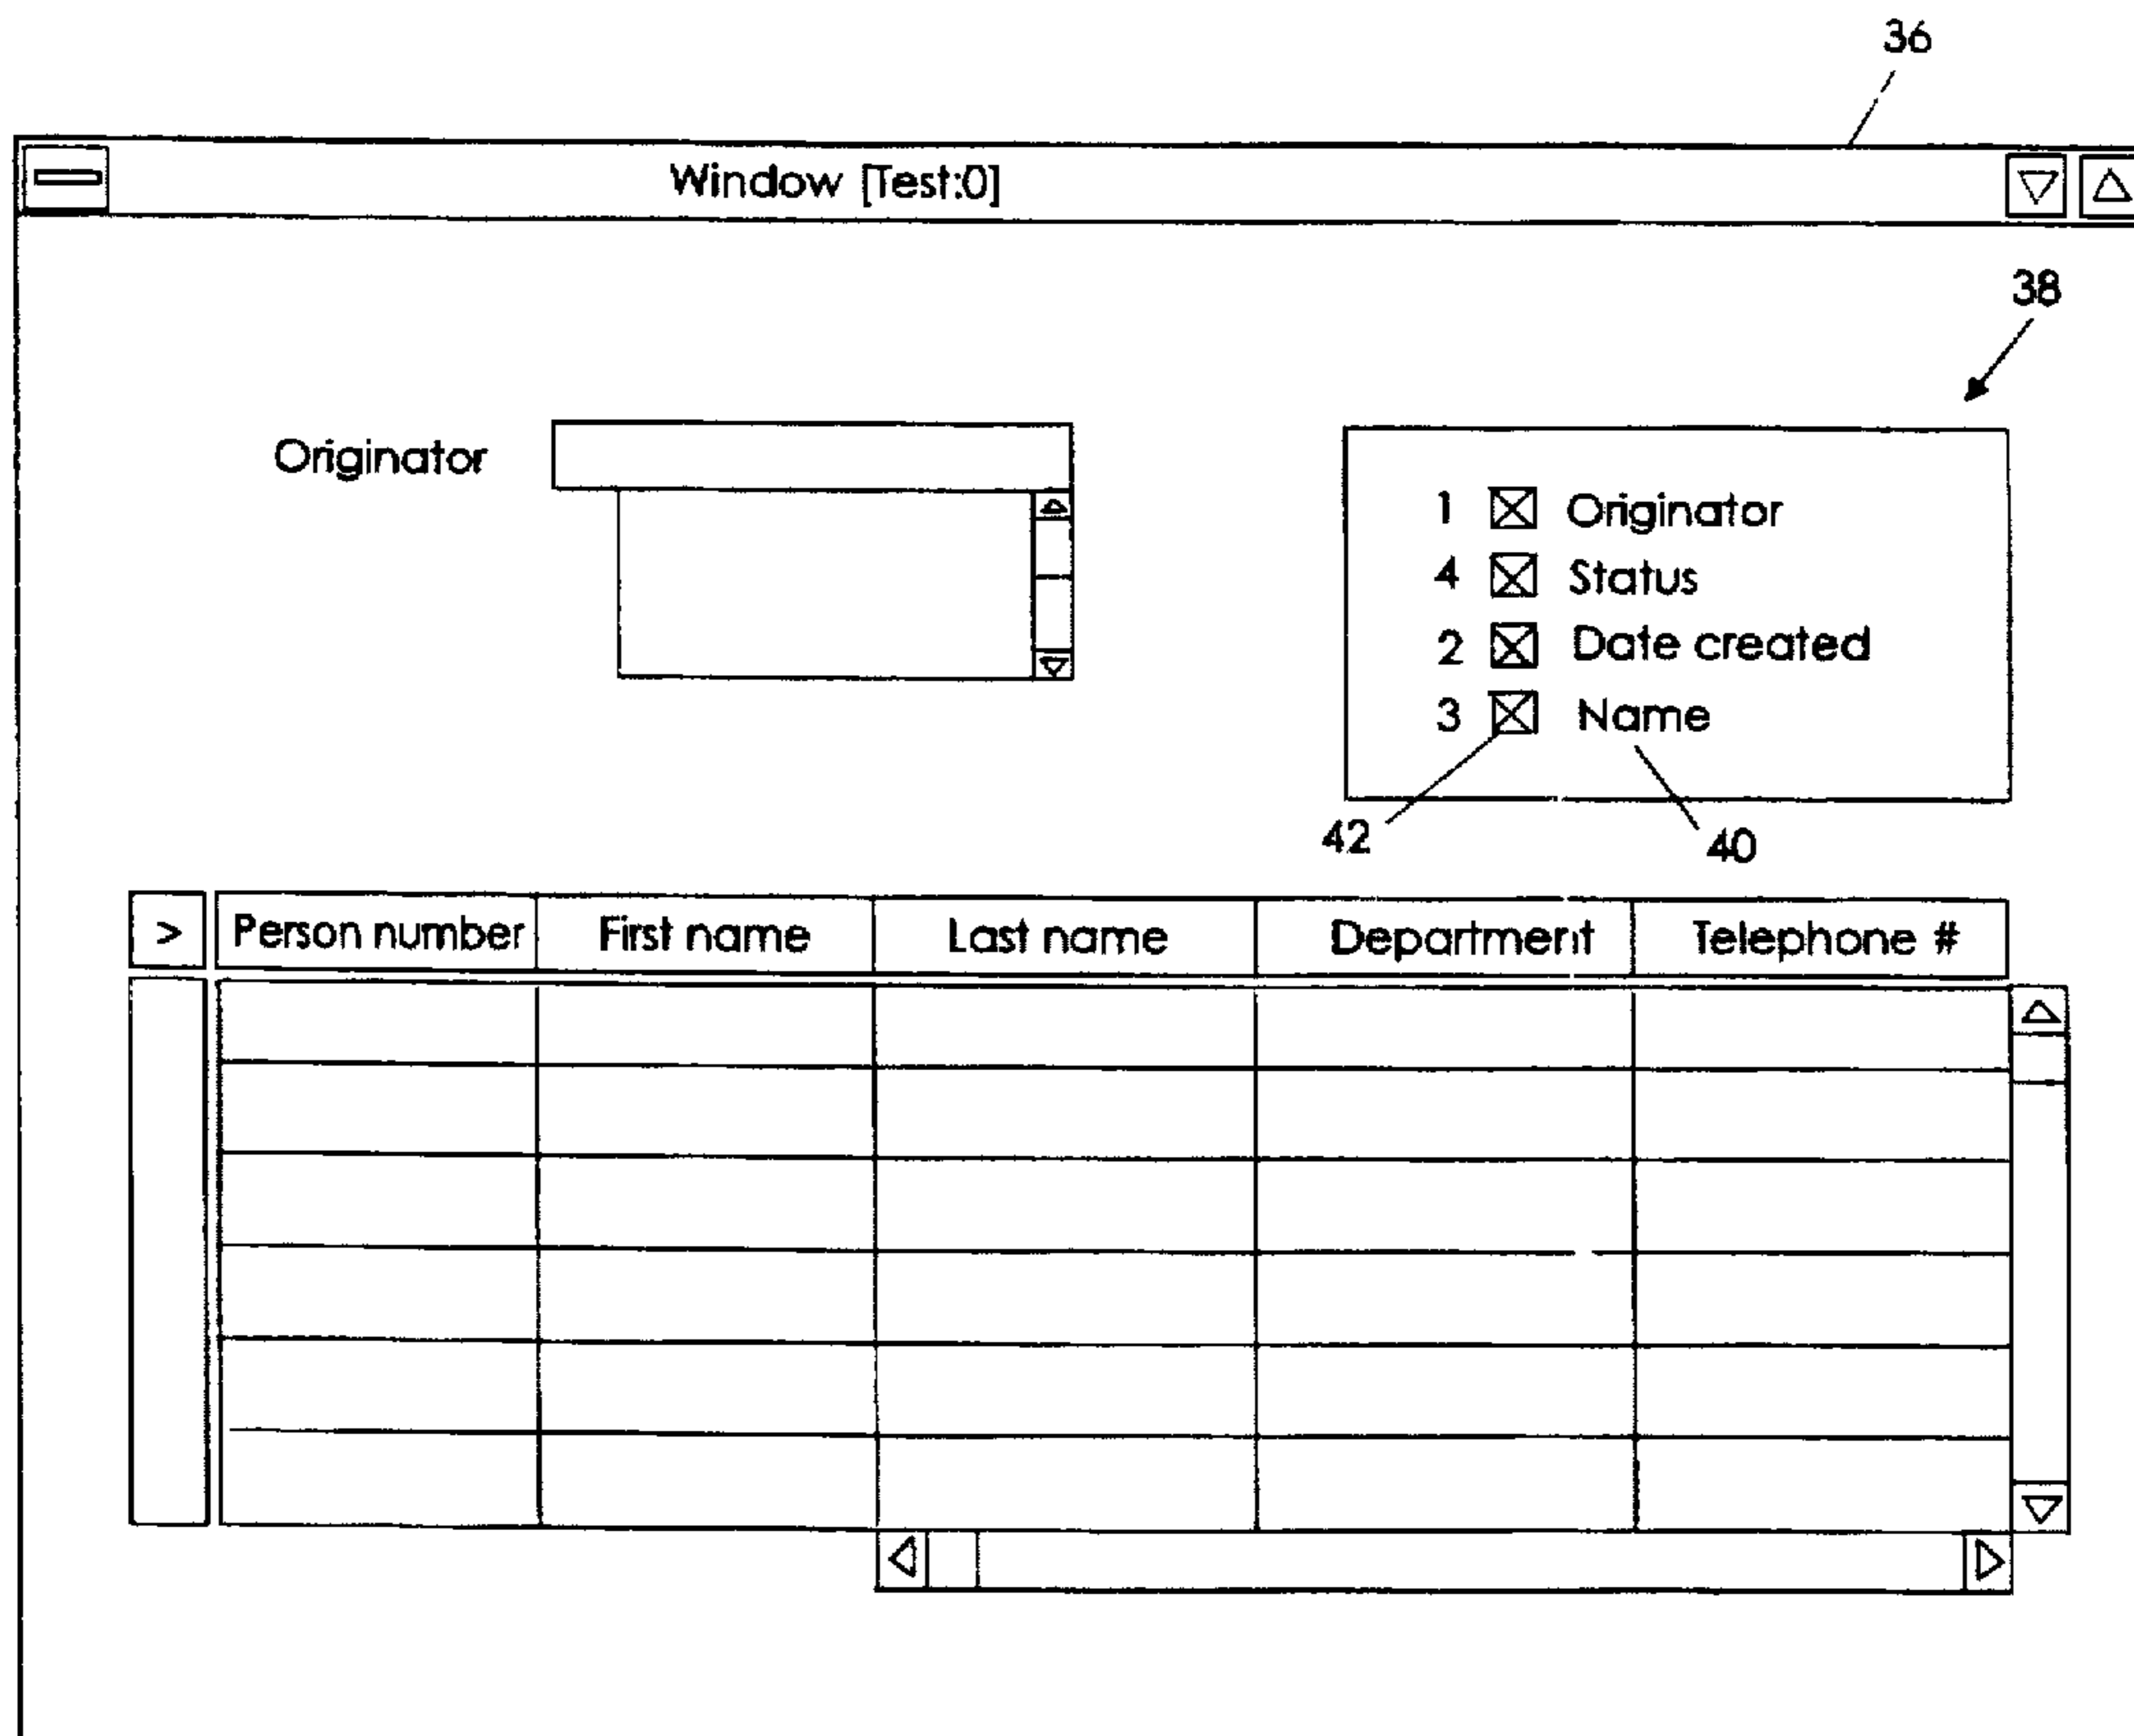 36
Window [Test:0]
38
Originator
1 Originator
4 Status
2 Date created
3 Name
42
40
> Person number First name Last name Department Telephone #